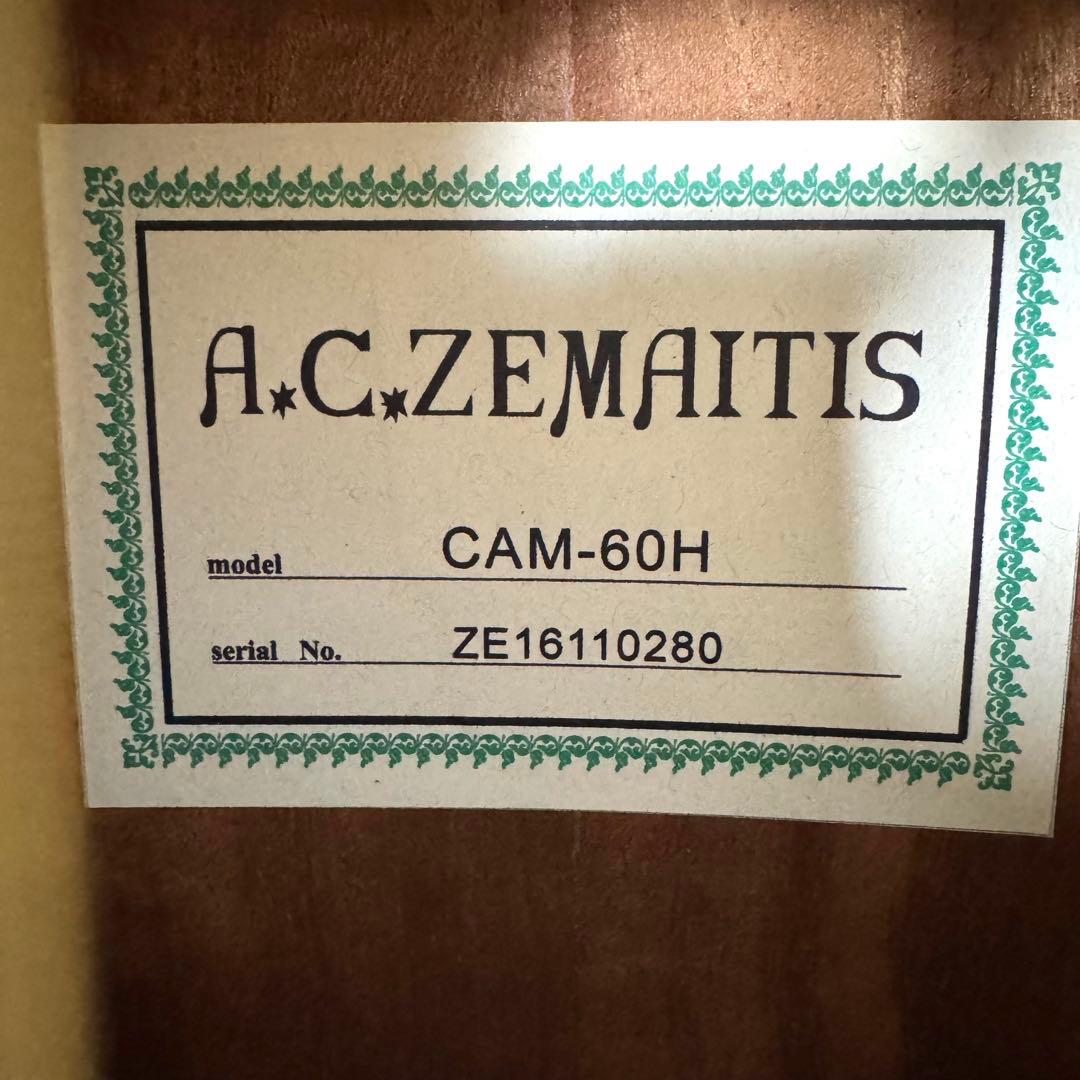 A.C.ZEMAITIS
model CAM-60H
serial No. ZE16110280